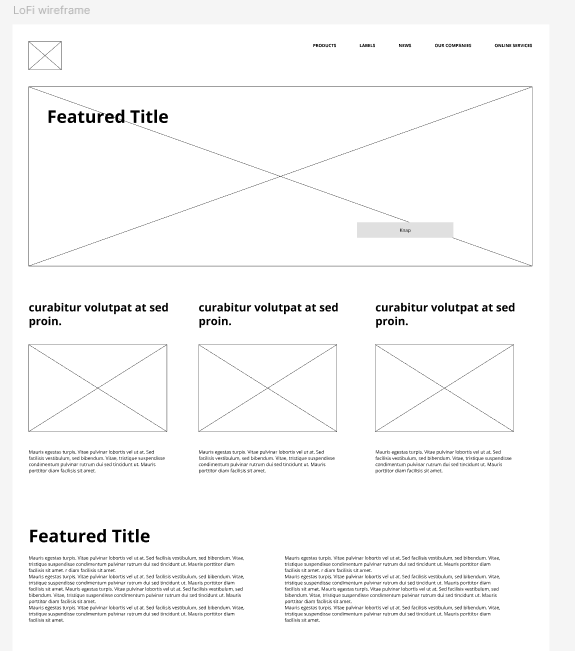 LoFi wireframe
PRODUCTS LABELS NEWS OUR COMPANIES ONLINE SERVICES
Featured Title
Knap
curabitur volutpat at sed
proin.
curabitur volutpat at sed
proin.
curabitur volutpat at sed
proin.
Mauris egestas turpis. Vitae pulvinar lobortis vel ut at. Sed
facilisis vestibulum, sed bibendum. Vitae, tristique suspendisse
condimentum pulvinar rutrum dui sed tincidunt ut. Mauris
porttitor diam facilisis sit amet.
Mauris egestas turpis. Vitae pulvinar lobortis vel ut at. Sed
facilisis vestibulum, sed bibendum. Vitae, tristique suspendisse
condimentum pulvinar rutrum dui sed tincidunt ut. Mauris
porttitor diam facilisis sit amet.
Mauris egestas turpis. Vitae pulvinar lobortis vel ut at. Sed
facilisis vestibulum, sed bibendum. Vitae, tristique suspendisse
condimentum pulvinar rutrum dui sed tincidunt ut. Mauris
porttitor diam facilisis sit amet.
Featured Title
Mauris egestas turpis. Vitae pulvinar lobortis vel ut at. Sed facilisis vestibulum, sed bibendum. Vitae,
tristique suspendisse condimentum pulvinar rutrum dui sed tincidunt ut. Mauris porttitor diam
facilisis sit amet. r diam facilisis sit amet.
Mauris egestas turpis. Vitae pulvinar lobortis vel ut at. Sed facilisis vestibulum, sed bibendum. Vitae,
tristique suspendisse condimentum pulvinar rutrum dui sed tincidunt ut. Mauris porttitor diam
facilisis sit amet. Mauris egestas turpis. Vitae pulvinar lobortis vel ut at. Sed facilisis vestibulum, sed
bibendum. Vitae, tristique suspendisse condimentum pulvinar rutrum dui sed tincidunt ut. Mauris
porttitor diam facilisis sit amet.
Mauris egestas turpis. Vitae pulvinar lobortis vel ut at. Sed facilisis vestibulum, sed bibendum. Vitae,
tristique suspendisse condimentum pulvinar rutrum dui sed tincidunt ut. Mauris porttitor diam
facilisis sit amet.
Mauris egestas turpis. Vitae pulvinar lobortis vel ut at. Sed facilisis vestibulum, sed bibendum. Vitae,
tristique suspendisse condimentum pulvinar rutrum dui sed tincidunt ut. Mauris porttitor diam
facilisis sit amet.
Mauris egestas turpis. Vitae pulvinar lobortis vel ut at. Sed facilisis vestibulum, sed bibendum. Vitae,
tristique suspendisse condimentum pulvinar rutrum dui sed tincidunt ut. Mauris porttitor diam
facilisis sit amet. Mauris egestas turpis. Vitae pulvinar lobortis vel ut at. Sed facilisis vestibulum, sed
bibendum. Vitae, tristique suspendisse condimentum pulvinar rutrum dui sed tincidunt ut. Mauris
porttitor diam facilisis sit amet.
Mauris egestas turpis. Vitae pulvinar lobortis vel ut at. Sed facilisis vestibulum, sed bibendum. Vitae,
tristique suspendisse condimentum pulvinar rutrum dui sed tincidunt ut. Mauris porttitor diam
facilisis sit amet.